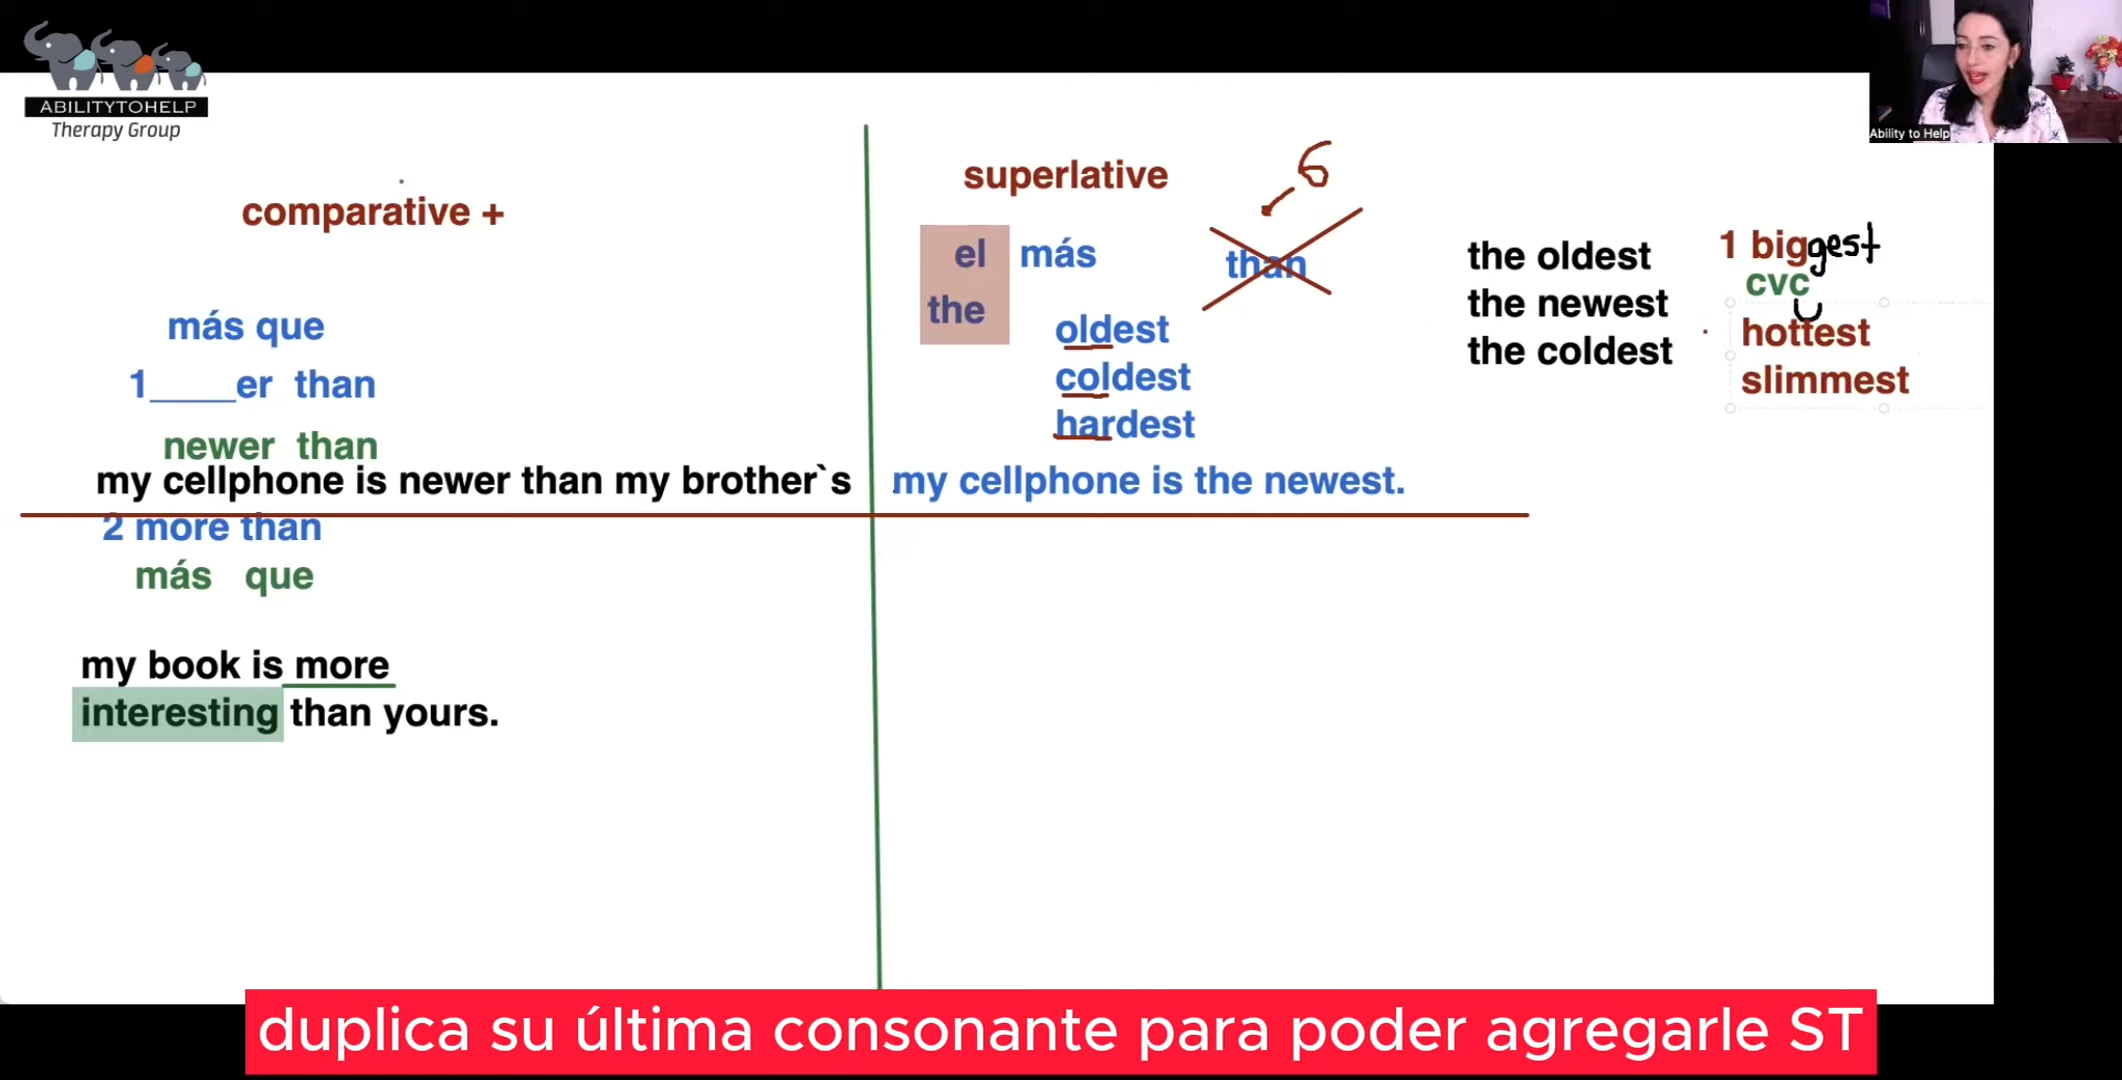 ABILITYTOHELP
Therapy Group
Ability to Help
comparative +
más que
1____er than
newer than
my cellphone is newer than my brother`s
2 more than
más que
my book is more
interesting than yours.
superlative
el más
than
the
oldest
coldest
hardest
my cellphone is the newest.
the oldest
the newest
the coldest
1 biggest
cvc
hottest
slimmest
duplica su última consonante para poder agregarle ST